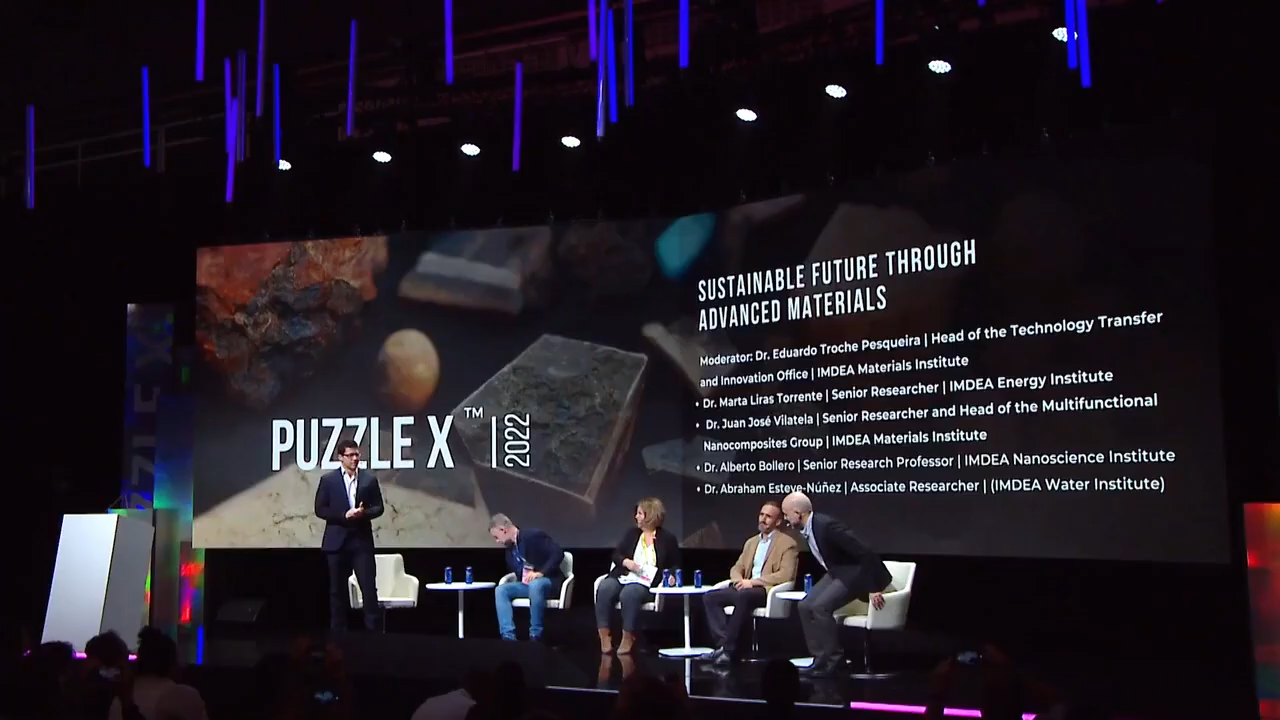 SUSTAINABLE FUTURE THROUGH
ADVANCED MATERIALS
Moderator: Dr. Eduardo Troche Pesqueira | Head of the Technology Transfer
and Innovation Office | IMDEA Materials Institute
• Dr. Marta Liras Torrente | Senior Researcher | IMDEA Energy Institute
• Dr. Juan José Vilatela | Senior Researcher and Head of the Multifunctional
Nanocomposites Group | IMDEA Materials Institute
• Dr. Alberto Bollero | Senior Research Professor | IMDEA Nanoscience Institute
• Dr. Abraham Esteve-Núñez | Associate Researcher | (IMDEA Water Institute)
PUZZLE X ™ | 2022
ZZLE X